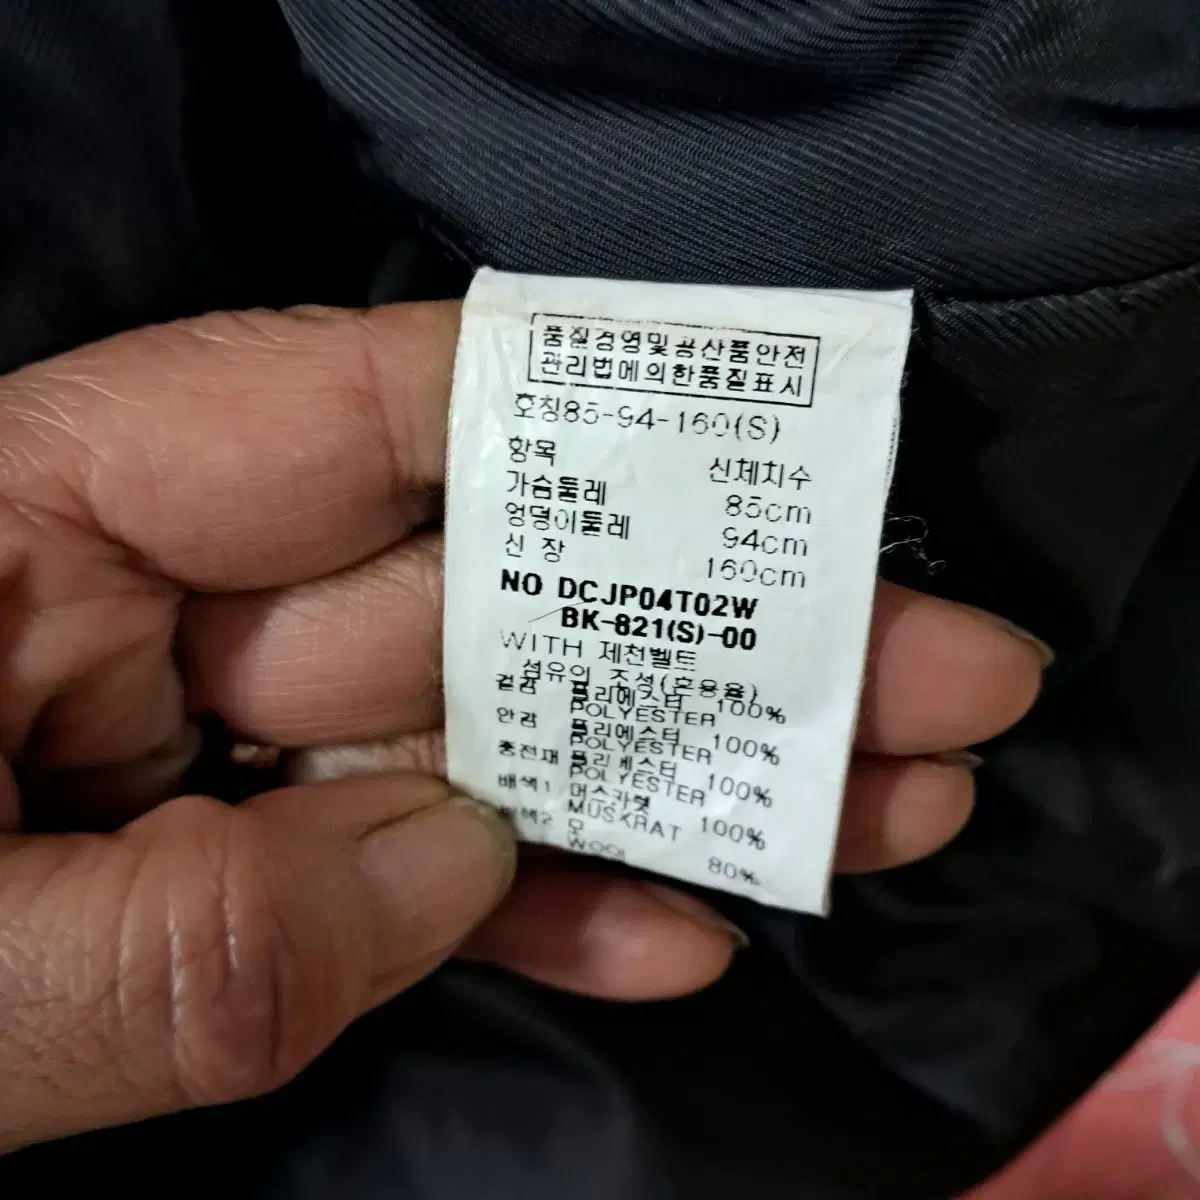 품질경영및공산품안전
관리법에의한품질표시
호칭85-94-160(S)
항목 신체치수
가슴둘레 85cm
엉덩이둘레 94cm
신 장 160cm
NO DCJP04T02W
BK-821(S)-00
WITH 제천벨트
섬유의 조성(혼용율)
겉감 폴리에스터 100%
POLYESTER
안감 폴리에스터 100%
POLYESTER
충전재 폴리에스터 100%
POLYESTER
배색1 머스카렛 100%
MUSKRAT
배색2 모 80%
WOOL